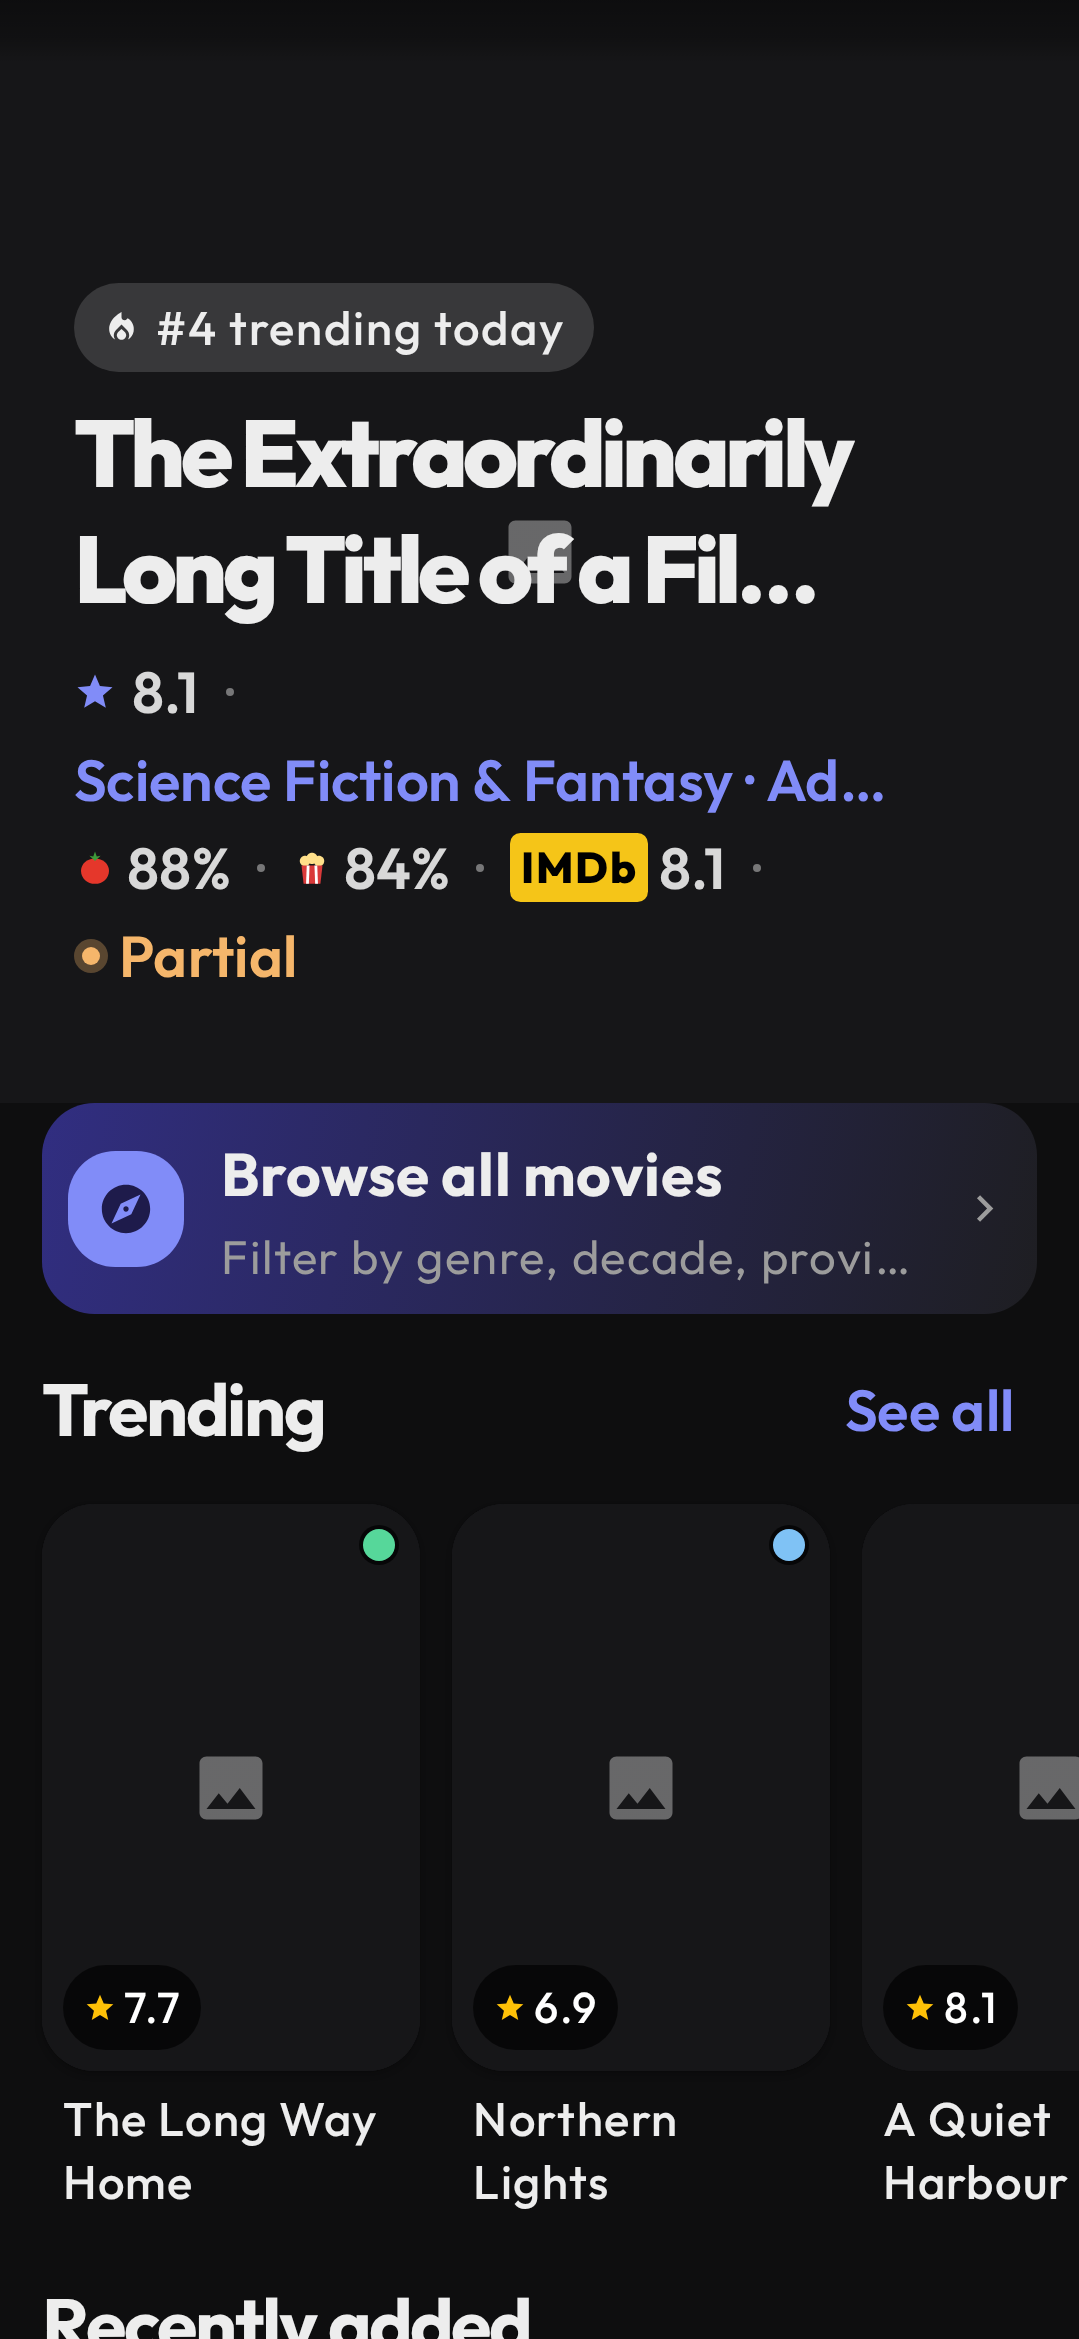 #4 trending today
The Extraordinarily
Long Title of a Fil...
8.1 ·
Science Fiction & Fantasy · Ad...
88% · 84% · IMDb 8.1 ·
Partial
Browse all movies
Filter by genre, decade, provi...
Trending
See all
7.7
6.9
8.1
The Long Way
Home
Northern
Lights
A Quiet
Harbour
Recently added